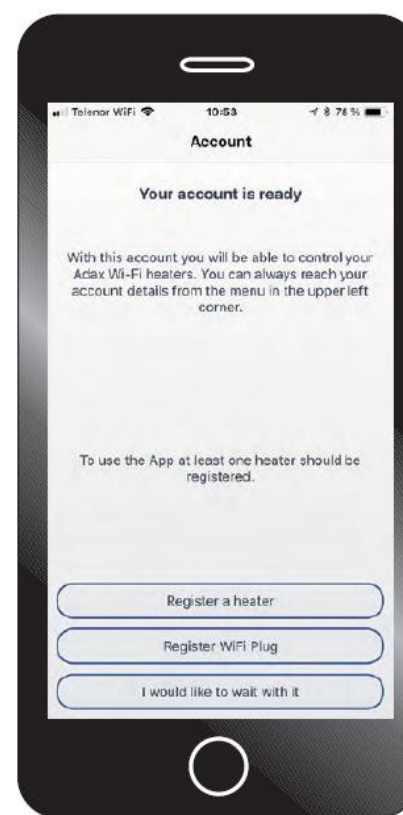 Telenor WiFi 10:53 78 %
Account
Your account is ready
With this account you will be able to control your
Adax Wi-Fi heaters. You can always reach your
account details from the menu in the upper left
corner.
To use the App at least one heater should be
registered.
Register a heater
Register WiFi Plug
I would like to wait with it